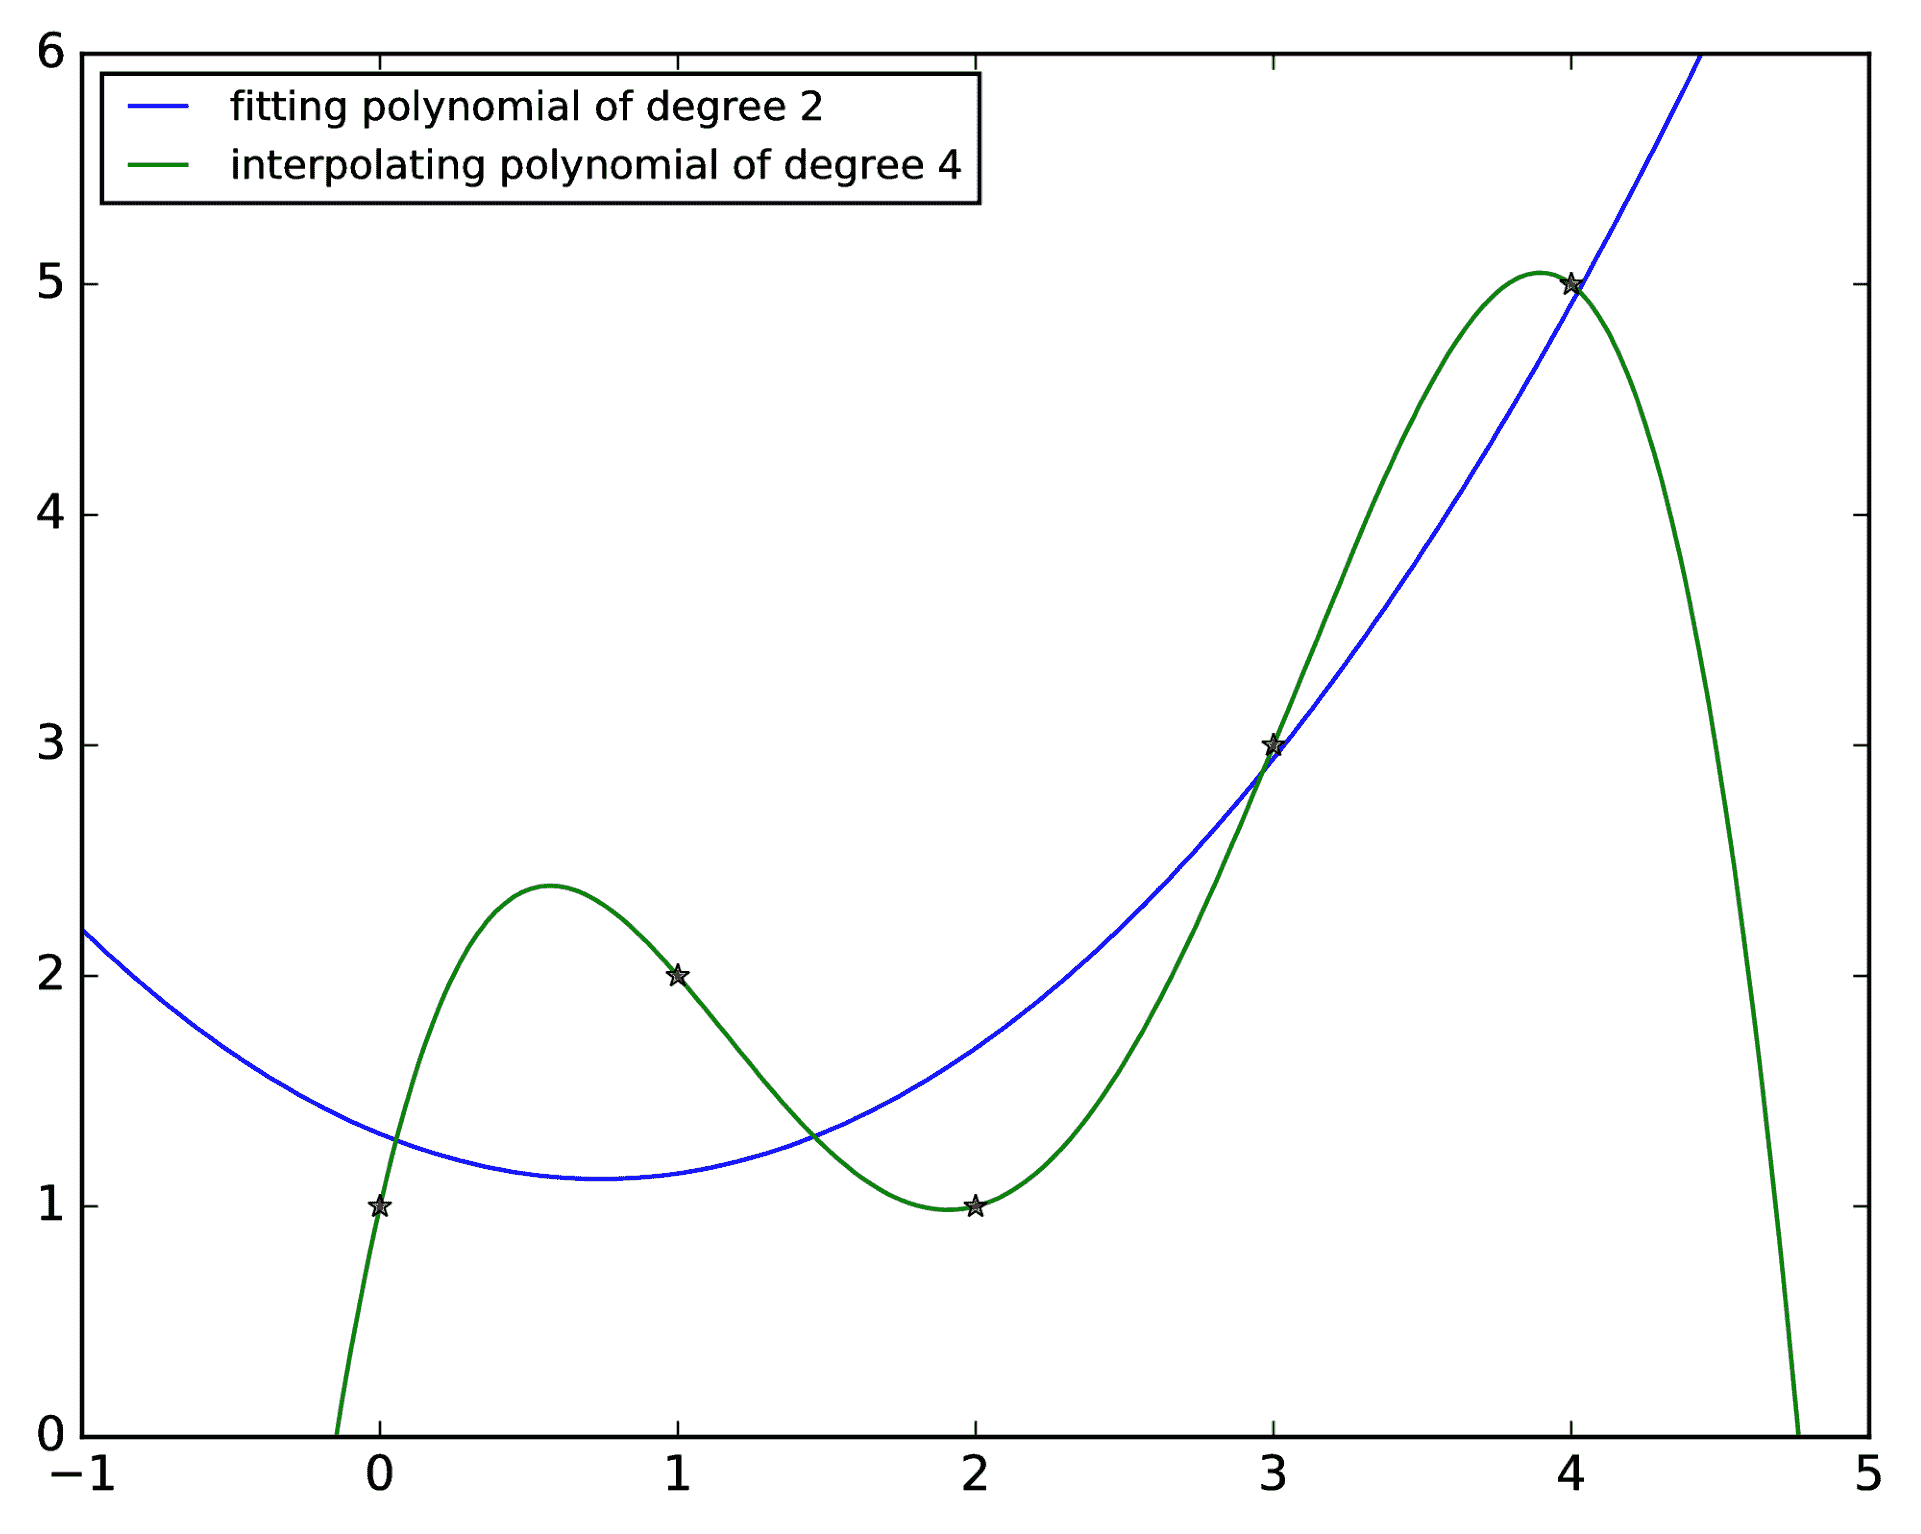 6
fitting polynomial of degree 2
interpolating polynomial of degree 4
5
4
3
2
1
0
−1 0 1 2 3 4 5